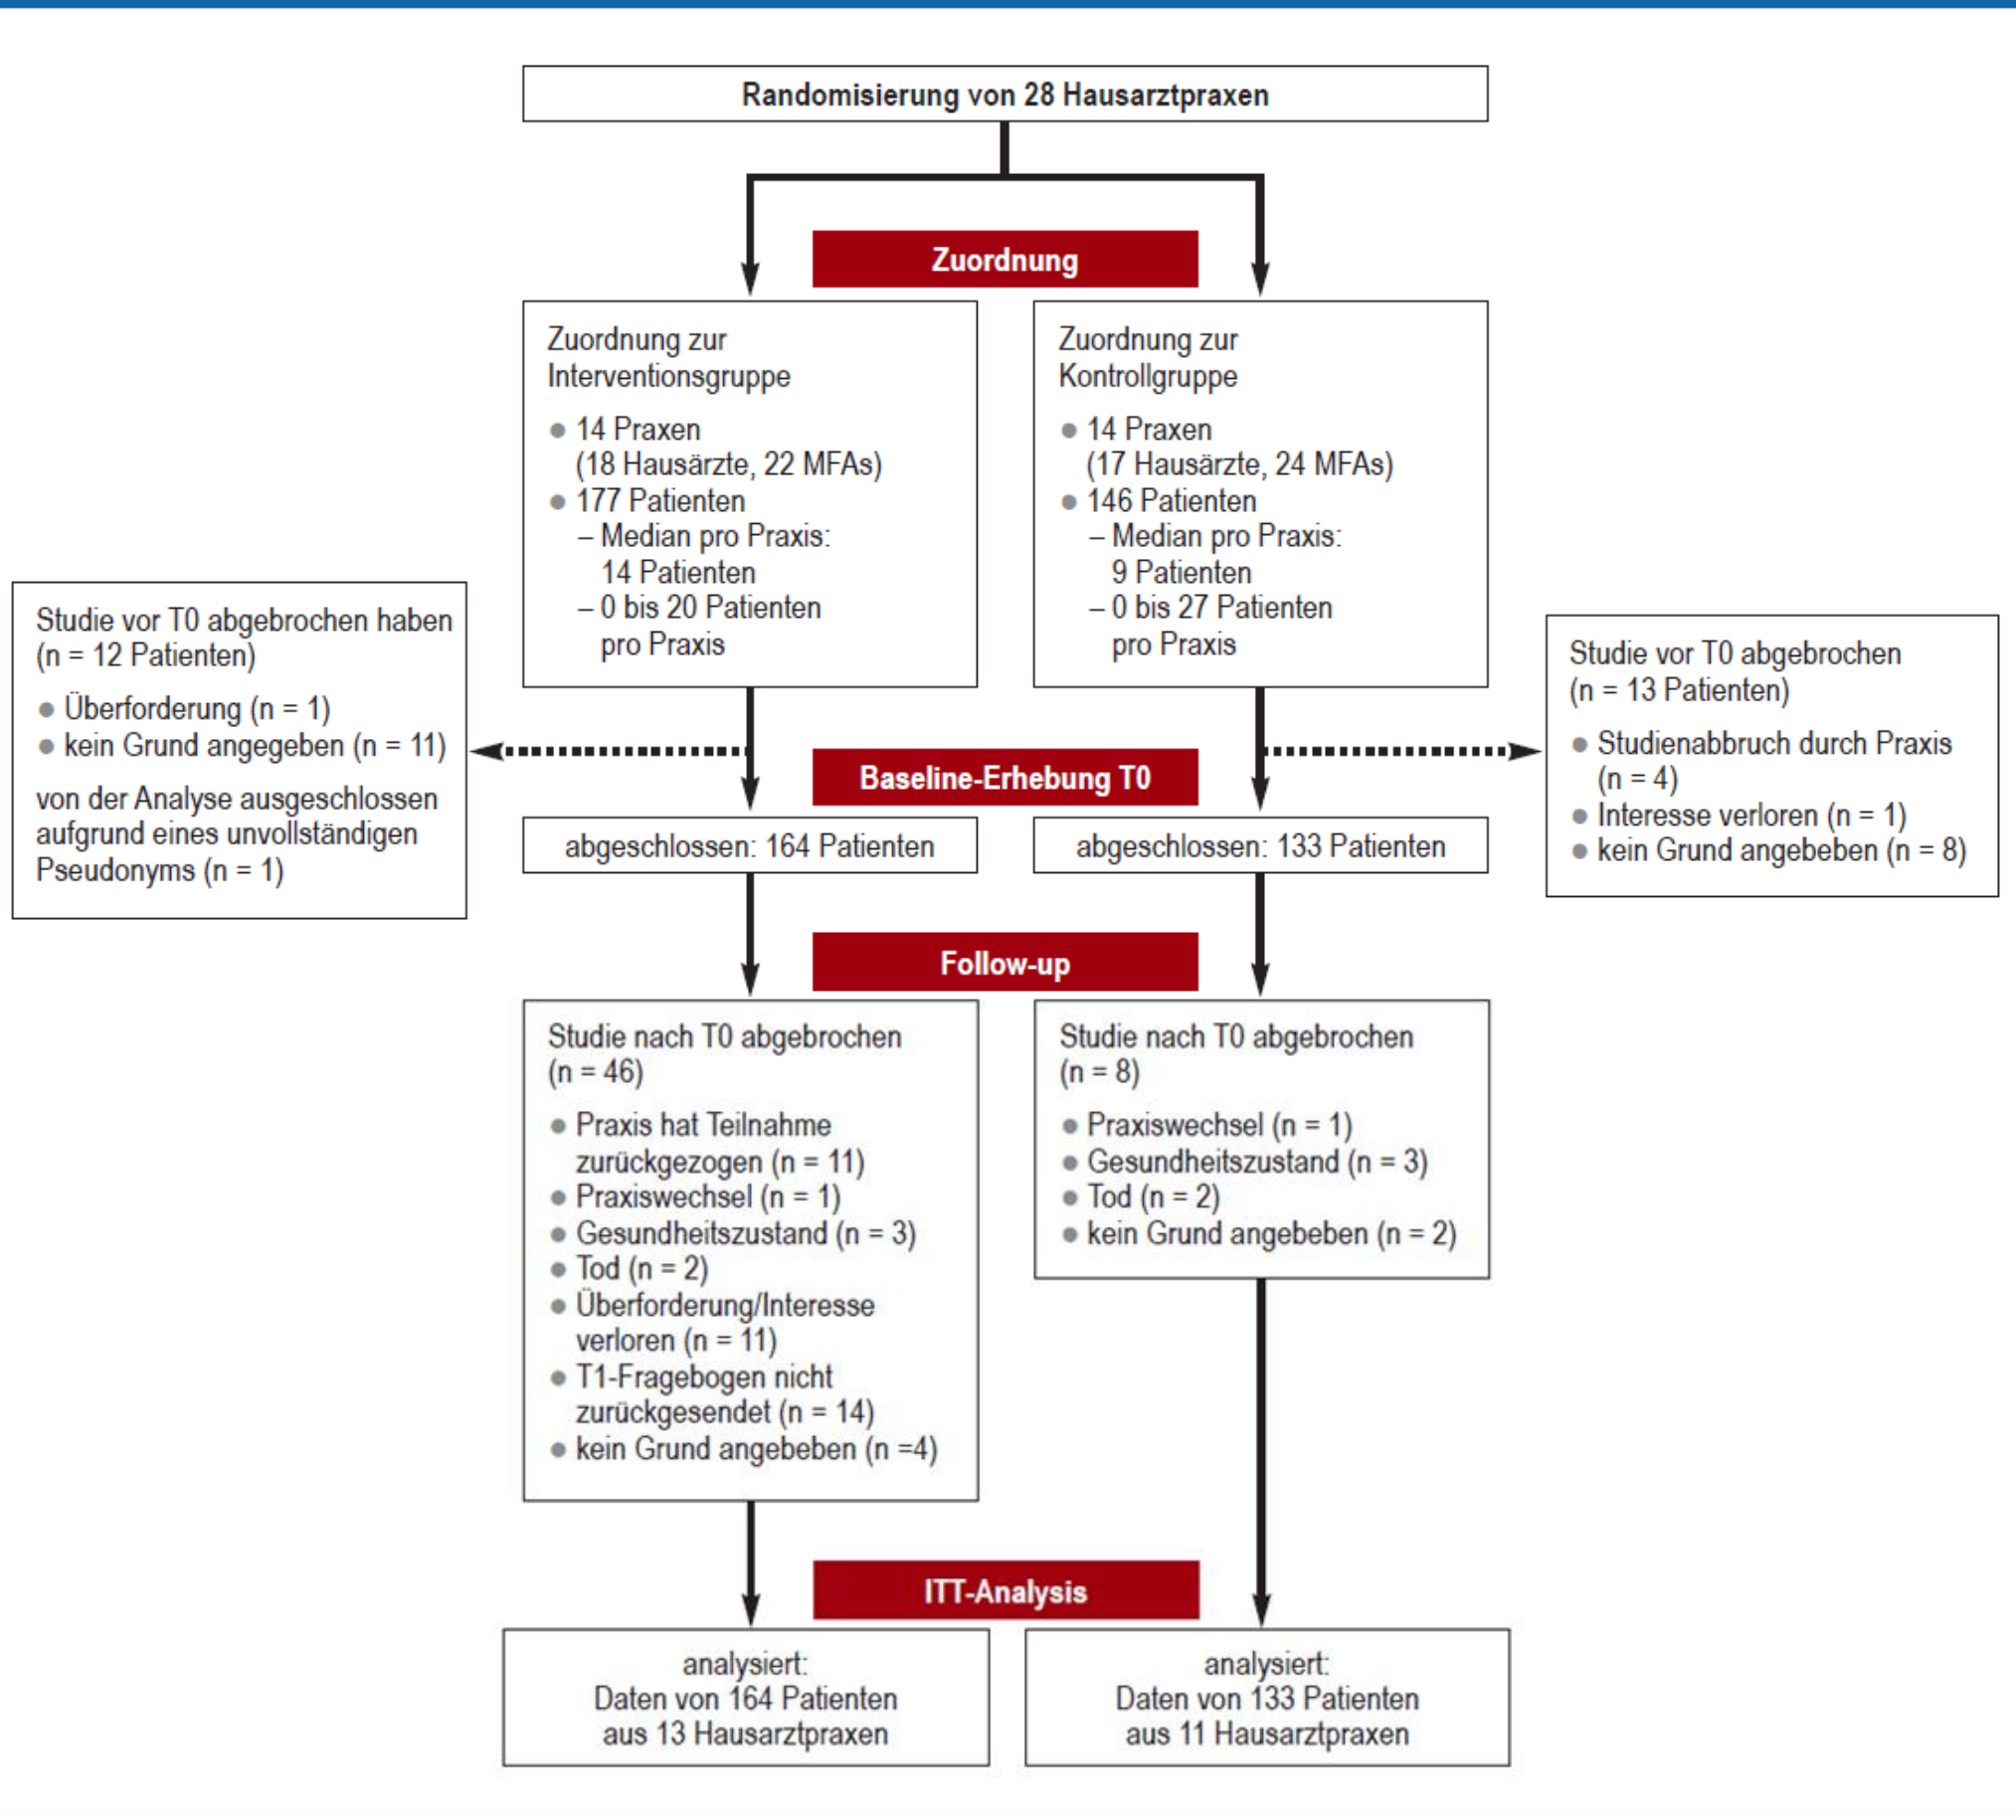 Randomisierung von 28 Hausarztpraxen
Zuordnung
Zuordnung zur
Interventionsgruppe
● 14 Praxen
(18 Hausärzte, 22 MFAs)
● 177 Patienten
– Median pro Praxis:
14 Patienten
– 0 bis 20 Patienten
pro Praxis
Zuordnung zur
Kontrollgruppe
● 14 Praxen
(17 Hausärzte, 24 MFAs)
● 146 Patienten
– Median pro Praxis:
9 Patienten
– 0 bis 27 Patienten
pro Praxis
Studie vor T0 abgebrochen haben
(n = 12 Patienten)
● Überforderung (n = 1)
● kein Grund angegeben (n = 11)
von der Analyse ausgeschlossen
aufgrund eines unvollständigen
Pseudonyms (n = 1)
Studie vor T0 abgebrochen
(n = 13 Patienten)
● Studienabbruch durch Praxis
(n = 4)
● Interesse verloren (n = 1)
● kein Grund angebeben (n = 8)
Baseline-Erhebung T0
abgeschlossen: 164 Patienten
abgeschlossen: 133 Patienten
Follow-up
Studie nach T0 abgebrochen
(n = 46)
● Praxis hat Teilnahme
zurückgezogen (n = 11)
● Praxiswechsel (n = 1)
● Gesundheitszustand (n = 3)
● Tod (n = 2)
● Überforderung/Interesse
verloren (n = 11)
● T1-Fragebogen nicht
zurückgesendet (n = 14)
● kein Grund angebeben (n =4)
Studie nach T0 abgebrochen
(n = 8)
● Praxiswechsel (n = 1)
● Gesundheitszustand (n = 3)
● Tod (n = 2)
● kein Grund angebeben (n = 2)
ITT-Analysis
analysiert:
Daten von 164 Patienten
aus 13 Hausarztpraxen
analysiert:
Daten von 133 Patienten
aus 11 Hausarztpraxen